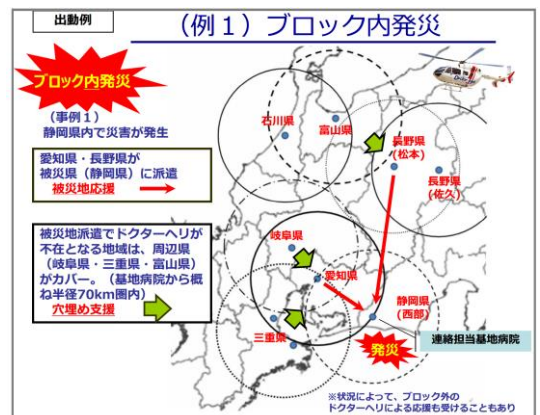 出動例
（例１）ブロック内発災
ブロック内発災
（事例１）
静岡県内で災害が発生
愛知県・長野県が
被災県（静岡県）に派遣
被災地応援
被災地派遣でドクターヘリが
不在となる地域は、周辺県
（岐阜県・三重県・富山県）
がカバー。（基地病院から概
ね半径70km圏内）
穴埋め支援
石川県
富山県
長野県
（松本）
長野県
（佐久）
岐阜県
愛知県
静岡県
（西部）
三重県
発災
連絡担当基地病院
※状況によって、ブロック外の
ドクターヘリによる応援も受けることもあり